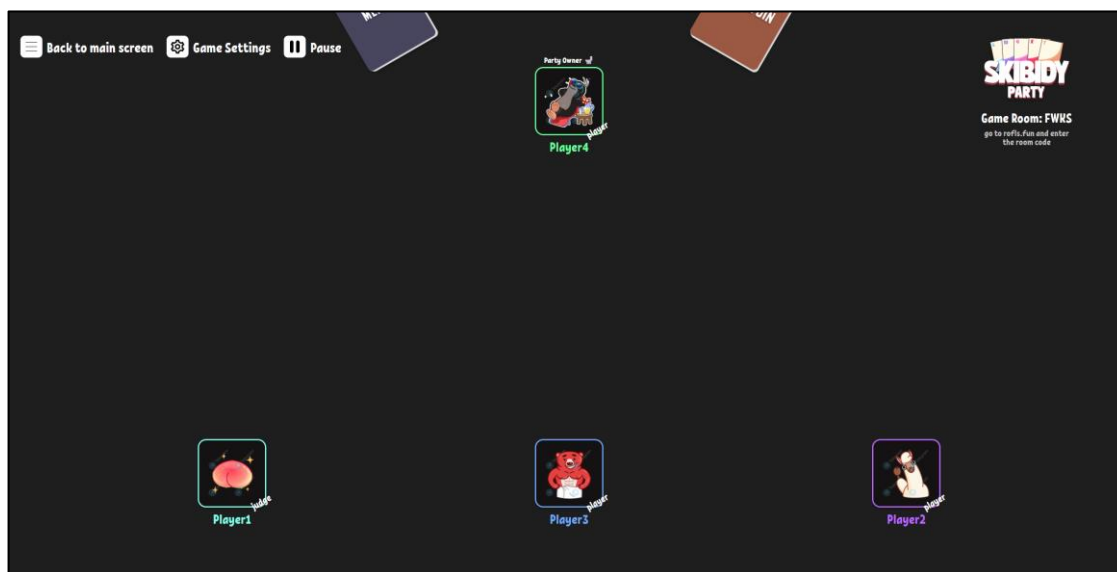 Back to main screen
Game Settings
Pause
Party Owner
player
Player4
SKIBIDY
PARTY
Game Room: FWKS
go to rofls.fun and enter
the room code
judge
Player1
player
Player3
player
Player2